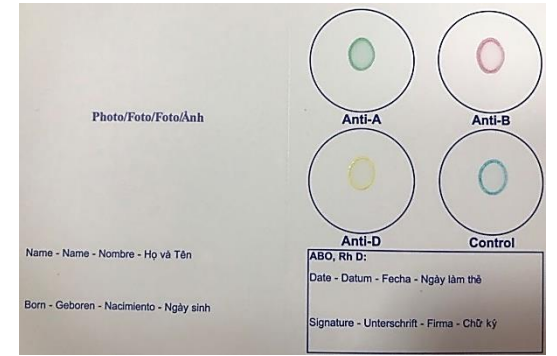 Photo/Foto/Foto/Ảnh
Anti-A
Anti-B
Anti-D
Control
Name - Name - Nombre - Họ và Tên
Born - Geboren - Nacimiento - Ngày sinh
ABO, Rh D:
Date - Datum - Fecha - Ngày làm thẻ
Signature - Unterschrift - Firma - Chữ ký